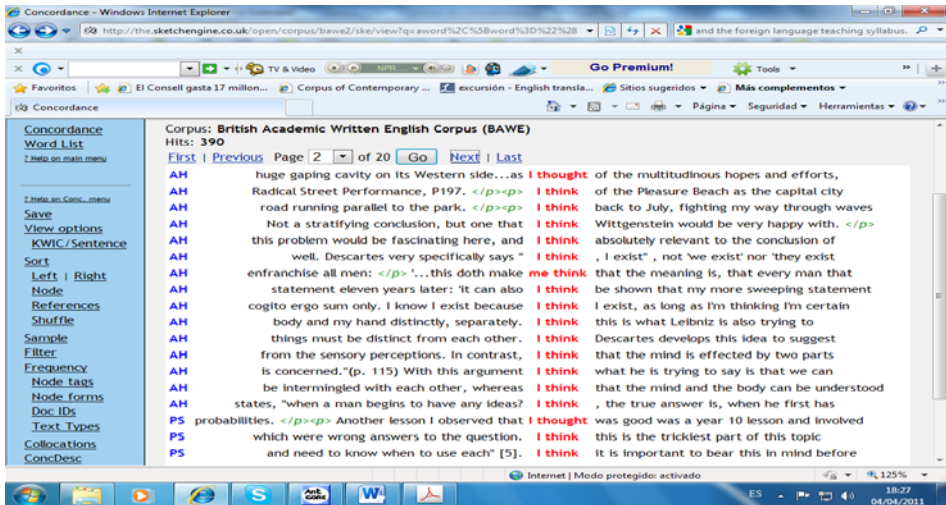 Concordance - Windows Internet Explorer
http://the.sketchengine.co.uk/open/corpus/bawe2/ske/view?q=aword%2C%5Bword%3D%22%28
and the foreign language teaching syllabus.
TV & Video NPR Go Premium! Tools
Favoritos El Consell gasta 17 millon... Corpus of Contemporary ... excursión - English transla... Sitios sugeridos Más complementos
Concordance Página Seguridad Herramientas
Concordance
Word List
? Help on main menu
? Help on Conc. menu
Save
View options
KWIC/Sentence
Sort
Left | Right
Node
References
Shuffle
Sample
Filter
Frequency
Node tags
Node forms
Doc IDs
Text Types
Collocations
ConcDesc
Corpus: British Academic Written English Corpus (BAWE)
Hits: 390
First | Previous Page 2 of 20 Go Next | Last
AH huge gaping cavity on its Western side...as I thought of the multitudinous hopes and efforts,
AH Radical Street Performance, P197. </p><p> I think of the Pleasure Beach as the capital city
AH road running parallel to the park. </p><p> I think back to July, fighting my way through waves
AH Not a stratifying conclusion, but one that I think Wittgenstein would be very happy with. </p>
AH this problem would be fascinating here, and I think absolutely relevant to the conclusion of
AH well. Descartes very specifically says " I think , I exist" , not 'we exist' nor 'they exist
AH enfranchise all men: </p> '...this doth make me think that the meaning is, that every man that
AH statement eleven years later: 'it can also I think be shown that my more sweeping statement
AH cogito ergo sum only. I know I exist because I think I exist, as long as I'm thinking I'm certain
AH body and my hand distinctly, separately. I think this is what Leibniz is also trying to
AH things must be distinct from each other. I think Descartes develops this idea to suggest
AH from the sensory perceptions. In contrast, I think that the mind is effected by two parts
AH is concerned."(p. 115) With this argument I think what he is trying to say is that we can
AH be intermingled with each other, whereas I think that the mind and the body can be understood
AH states, "when a man begins to have any ideas? I think , the true answer is, when he first has
PS probabilities. </p><p> Another lesson I observed that I thought was good was a year 10 lesson and involved
PS which were wrong answers to the question. I think this is the trickiest part of this topic
PS and need to know when to use each" [5]. I think it is important to bear this in mind before
Internet | Modo protegido: activado 125%
Ant Conc
ES 18:27
04/04/2011